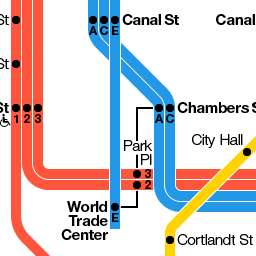 St
Canal St
Canal
A C E
St
St
Chambers S
1 2 3
A C
City Hall
Park
Pl
3
2
World
Trade
Center
E
Cortlandt St